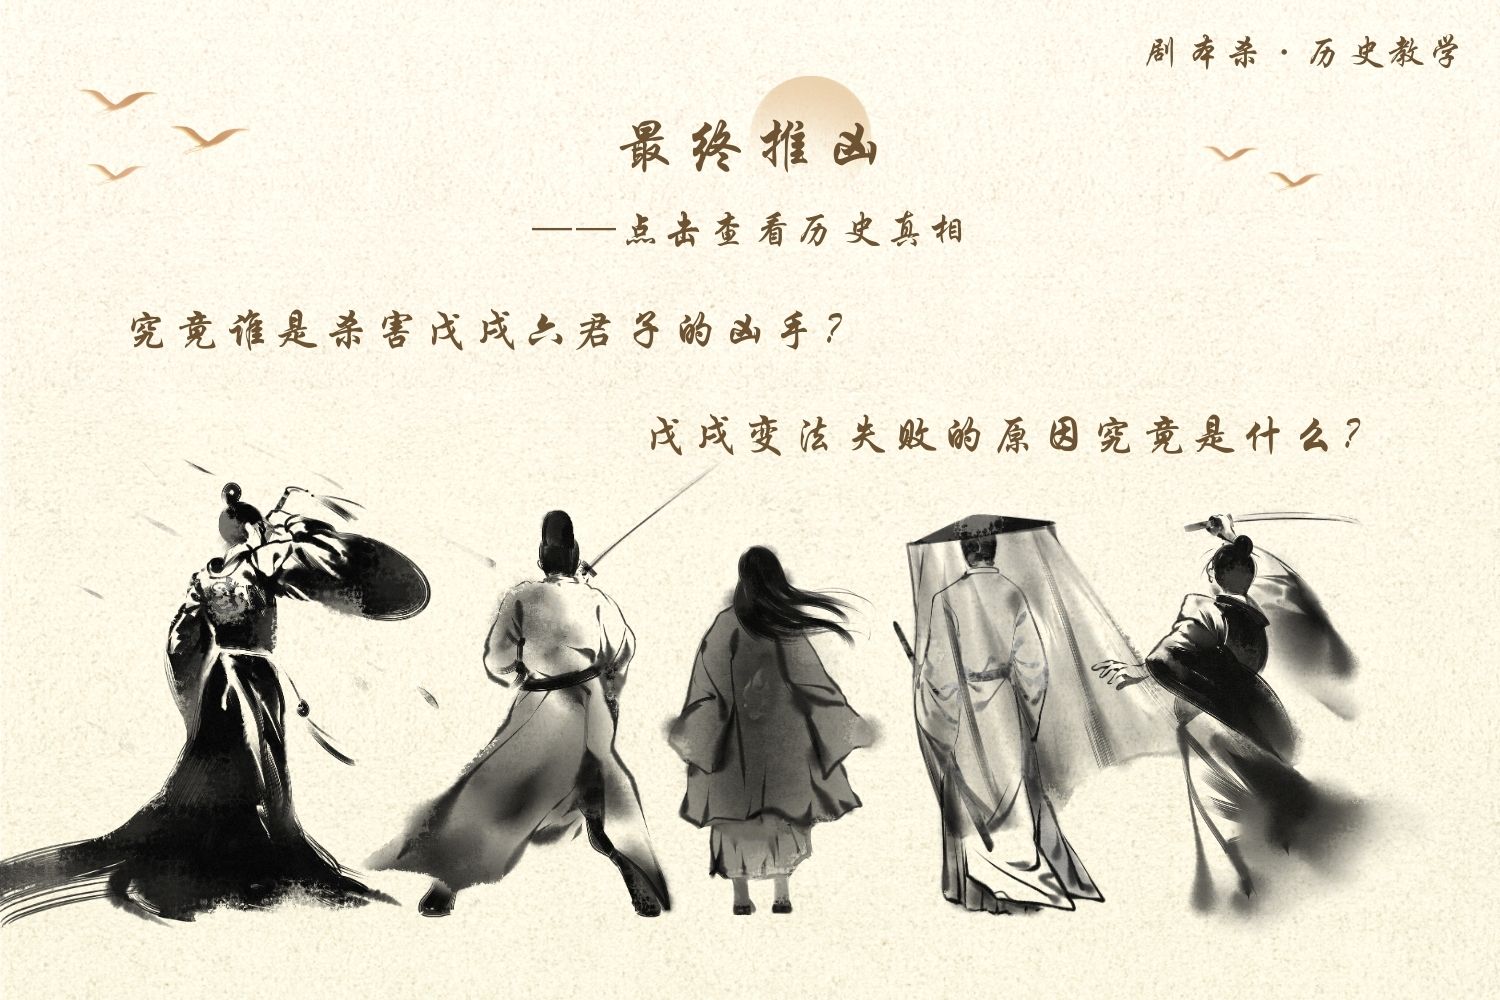 剧本杀·历史教学
最终推凶
——点击查看历史真相
究竟谁是杀害戊戌六君子的凶手?
戊戌变法失败的原因究竟是什么?